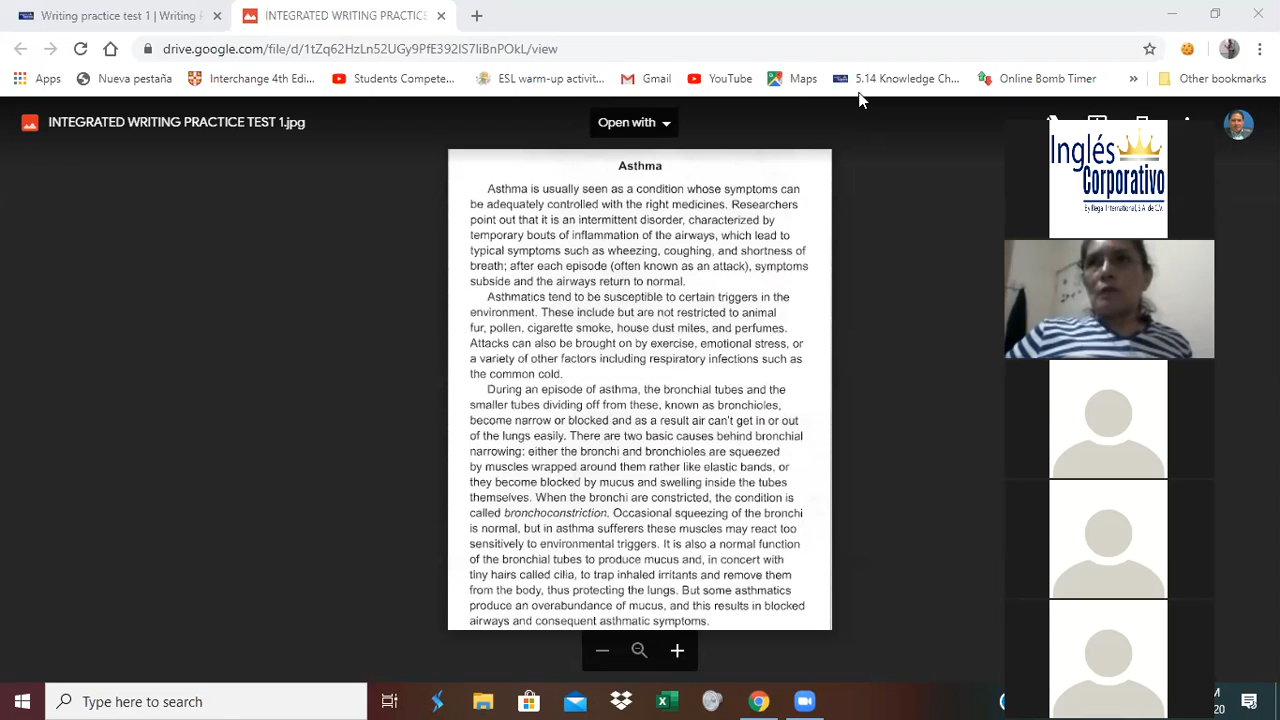 Writing practice test 1 | Writing P
INTEGRATED WRITING PRACTICE
drive.google.com/file/d/1tZq62HzLn52UGy9PfE392IS7IiBnPOkL/view
Apps
Nueva pestaña
Interchange 4th Edi...
Students Compete...
ESL warm-up activit...
Gmail
YouTube
Maps
5.14 Knowledge Ch...
Online Bomb Timer
»
Other bookmarks
INTEGRATED WRITING PRACTICE TEST 1.jpg
Open with
Asthma
Asthma is usually seen as a condition whose symptoms can
be adequately controlled with the right medicines. Researchers
point out that it is an intermittent disorder, characterized by
temporary bouts of inflammation of the airways, which lead to
typical symptoms such as wheezing, coughing, and shortness of
breath; after each episode (often known as an attack), symptoms
subside and the airways return to normal.
Asthmatics tend to be susceptible to certain triggers in the
environment. These include but are not restricted to animal
fur, pollen, cigarette smoke, house dust mites, and perfumes.
Attacks can also be brought on by exercise, emotional stress, or
a variety of other factors including respiratory infections such as
the common cold.
During an episode of asthma, the bronchial tubes and the
smaller tubes dividing off from these, known as bronchioles,
become narrow or blocked and as a result air can't get in or out
of the lungs easily. There are two basic causes behind bronchial
narrowing: either the bronchi and bronchioles are squeezed
by muscles wrapped around them rather like elastic bands, or
they become blocked by mucus and swelling inside the tubes
themselves. When the bronchi are constricted, the condition is
called bronchoconstriction. Occasional squeezing of the bronchi
is normal, but in asthma sufferers these muscles may react too
sensitively to environmental triggers. It is also a normal function
of the bronchial tubes to produce mucus and, in concert with
tiny hairs called cilia, to trap inhaled irritants and remove them
from the body, thus protecting the lungs. But some asthmatics
produce an overabundance of mucus, and this results in blocked
airways and consequent asthmatic symptoms.
Inglés
Corporativo
By Rega International, S.A. de C.V.
Type here to search
M
20